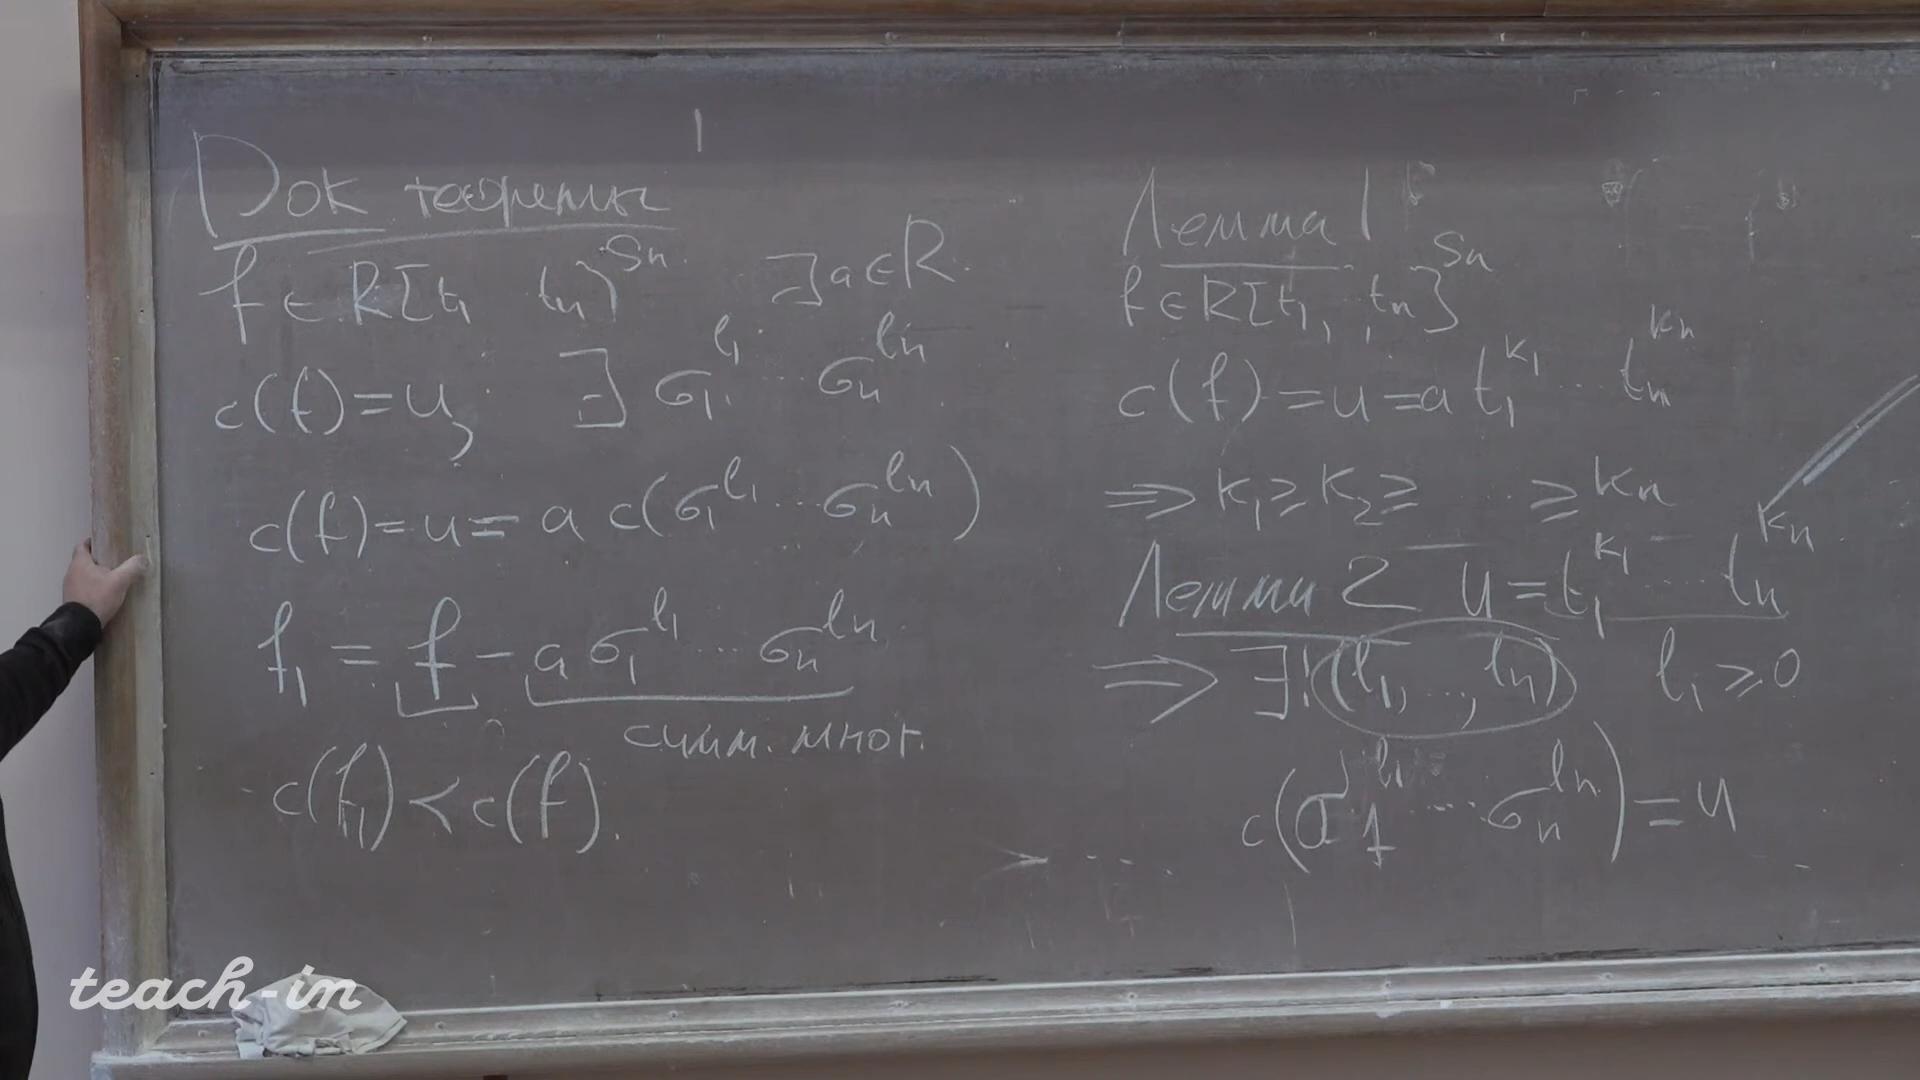 Док теоремы
f ∈ R[t₁ tₙ]^Sₙ ∃ a ∈ R.
c(f) = u, ∃ σ₁^l₁ ... σₙ^lₙ
c(f) = u = a c(σ₁^l₁ ... σₙ^lₙ)
f₁ = f - a σ₁^l₁ ... σₙ^lₙ
симм. мног.
c(f₁) < c(f).
Лемма 1
f ∈ R[t₁, , tₙ]^Sₙ
c(f) = u = a t₁^k₁ ... tₙ^kₙ
⇒ k₁ ≥ k₂ ≥ ... ≥ kₙ
Лемма 2 u = t₁^k₁ ... tₙ^kₙ
⇒ ∃! (l₁, ..., lₙ) l₁ ≥ 0
c(σ₁^l₁ ... σₙ^lₙ) = u
teach-in